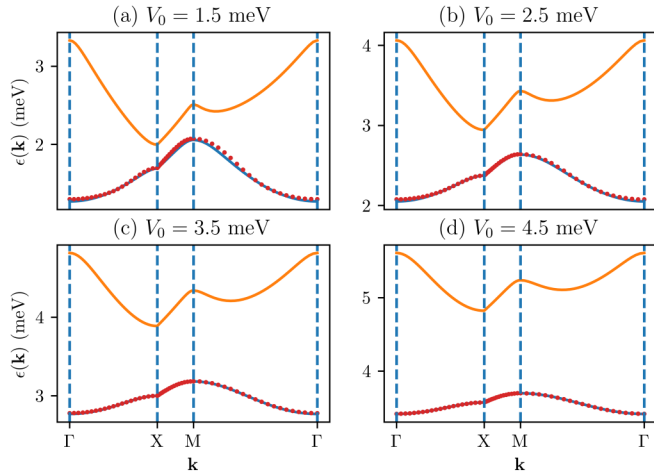 (a) V₀ = 1.5 meV
(b) V₀ = 2.5 meV
ϵ(k) (meV)
3
2
4
3
2
(c) V₀ = 3.5 meV
(d) V₀ = 4.5 meV
ϵ(k) (meV)
4
3
5
4
Γ X M Γ
Γ X M Γ
k
k